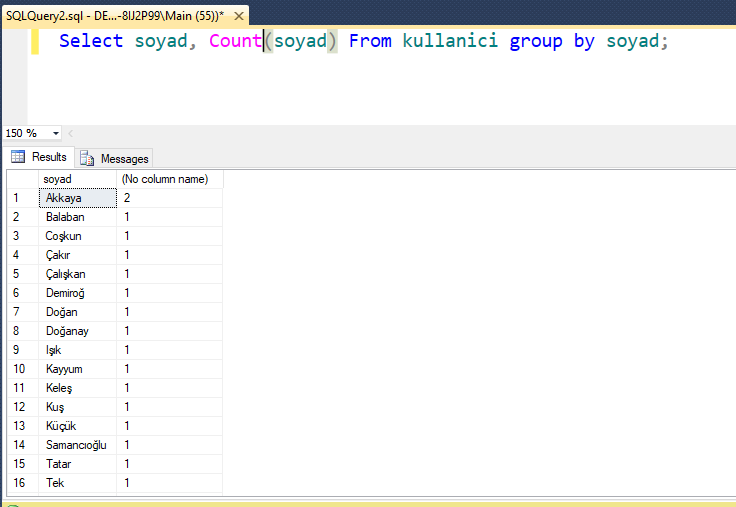 SQLQuery2.sql - DE...-8IJ2P99\Main (55))* ✕
Select soyad, Count(soyad) From kullanici group by soyad;
150 %
Results Messages
soyad (No column name)
1 Akkaya 2
2 Balaban 1
3 Coşkun 1
4 Çakır 1
5 Çalışkan 1
6 Demiroğ 1
7 Doğan 1
8 Doğanay 1
9 Işık 1
10 Kayyum 1
11 Keleş 1
12 Kuş 1
13 Küçük 1
14 Samancıoğlu 1
15 Tatar 1
16 Tek 1